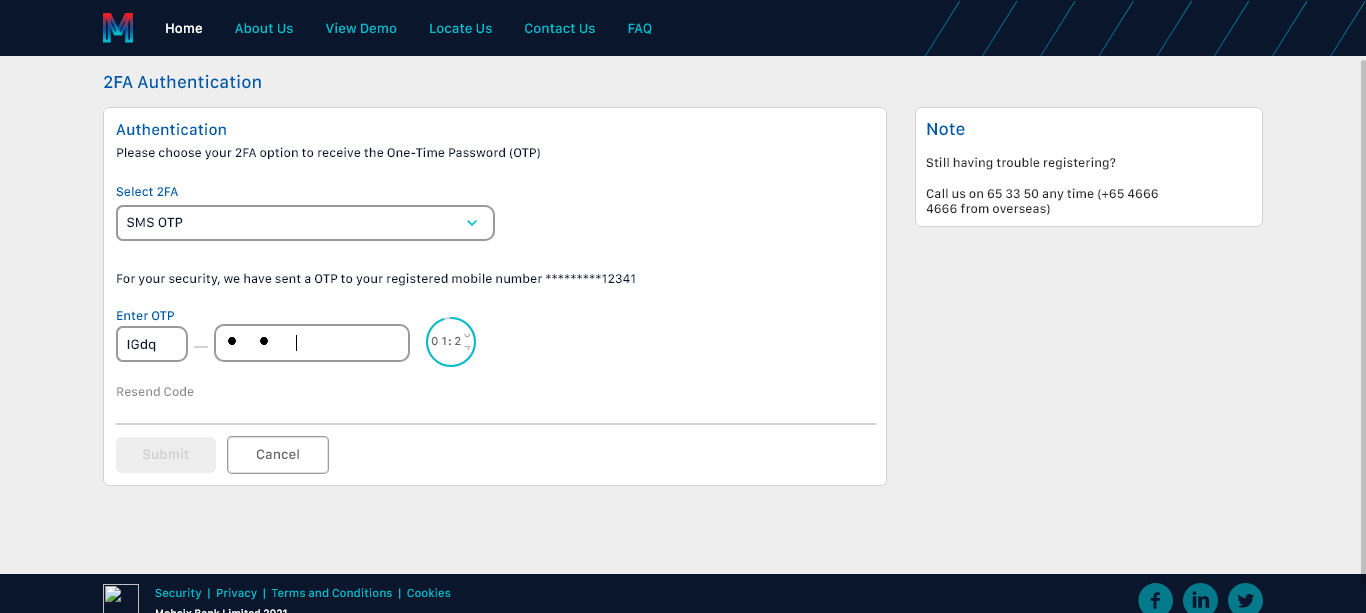 Home About Us View Demo Locate Us Contact Us FAQ
2FA Authentication
Authentication
Please choose your 2FA option to receive the One-Time Password (OTP)
Select 2FA
SMS OTP
For your security, we have sent a OTP to your registered mobile number *********12341
Enter OTP
IGdq
01:2
Resend Code
Submit Cancel
Note
Still having trouble registering?
Call us on 65 33 50 any time (+65 4666
4666 from overseas)
Security | Privacy | Terms and Conditions | Cookies
Limited 2021